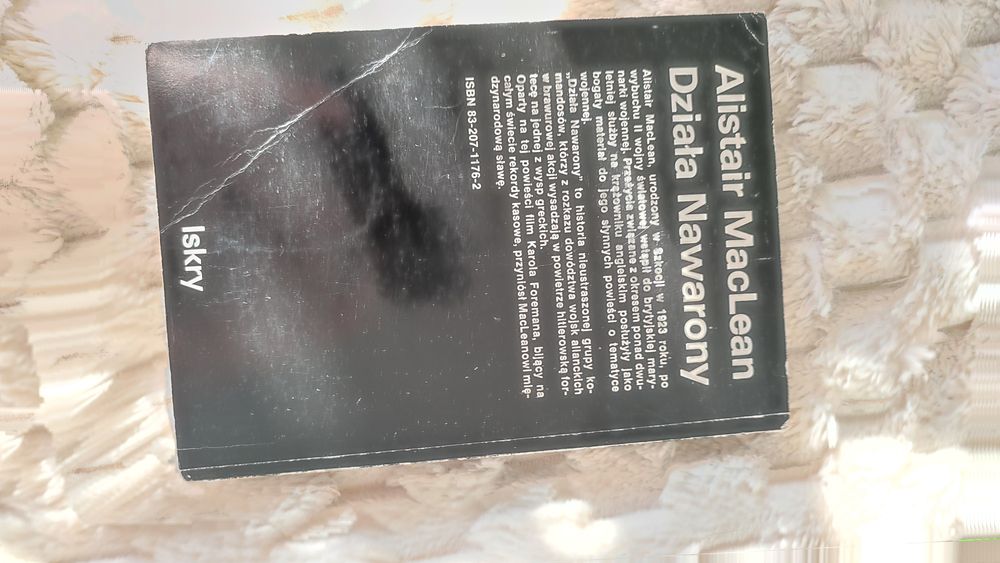 Alistair MacLean
Działa Nawarony
Alistair MacLean, urodzony w Szkocji w 1923 roku, po
wybuchu II wojny światowej wstąpił do brytyjskiej mary-
narki wojennej. Przeżycia związane z okresem ponad dwu-
letniej służby na krążowniku angielskim posłużyły jako
bogaty materiał do jego słynnych powieści o tematyce
wojennej.
„Działa Nawarony” to historia nieustraszonej grupy ko-
mandosów, którzy z rozkazu dowództwa wojsk alianckich
w brawurowej akcji wysadzają w powietrze hitlerowską for-
tecę na jednej z wysp greckich.
Oparty na tej powieści film Karola Foremana, bijący na
całym świecie rekordy kasowe, przyniósł MacLeanowi mię-
dzynarodową sławę.
ISBN 83-207-1176-2
Iskry